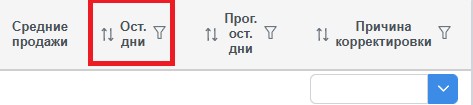 Средние
продажи
Ост.
дни
Прог.
ост.
дни
Причина
корректировки